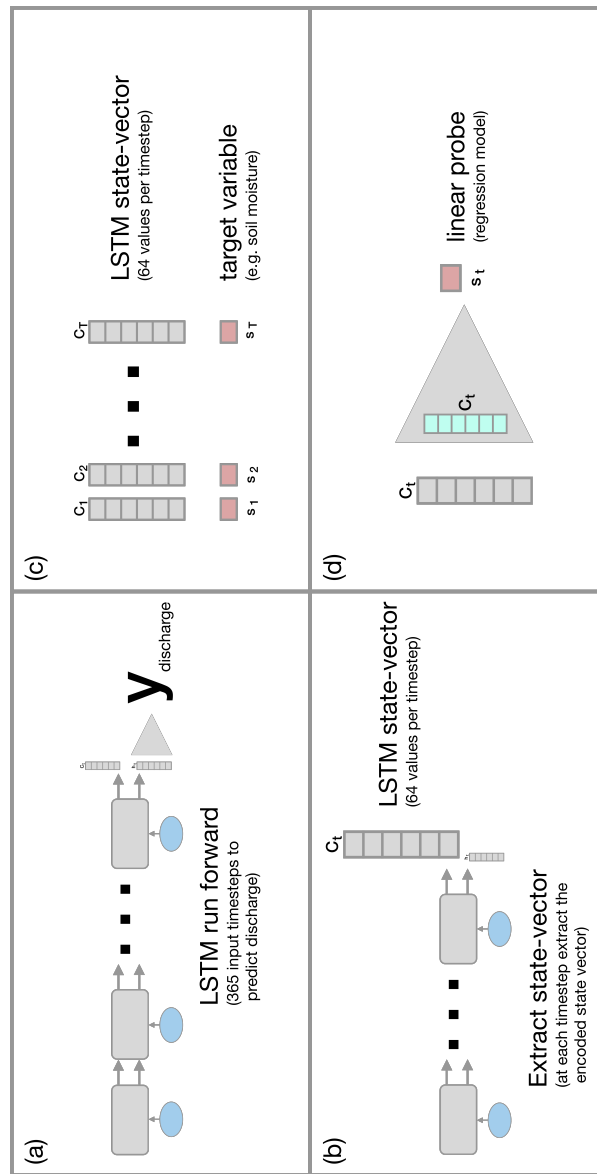 (a)
y
discharge
LSTM run forward
(365 input timesteps to
predict discharge)
(b)
c t
LSTM state-vector
(64 values per timestep)
Extract state-vector
(at each timestep extract the
encoded state vector)
(c)
c 1
c 2
c T
LSTM state-vector
(64 values per timestep)
s 1
s 2
s T
target variable
(e.g. soil moisture)
(d)
c t
c t
s t
linear probe
(regression model)